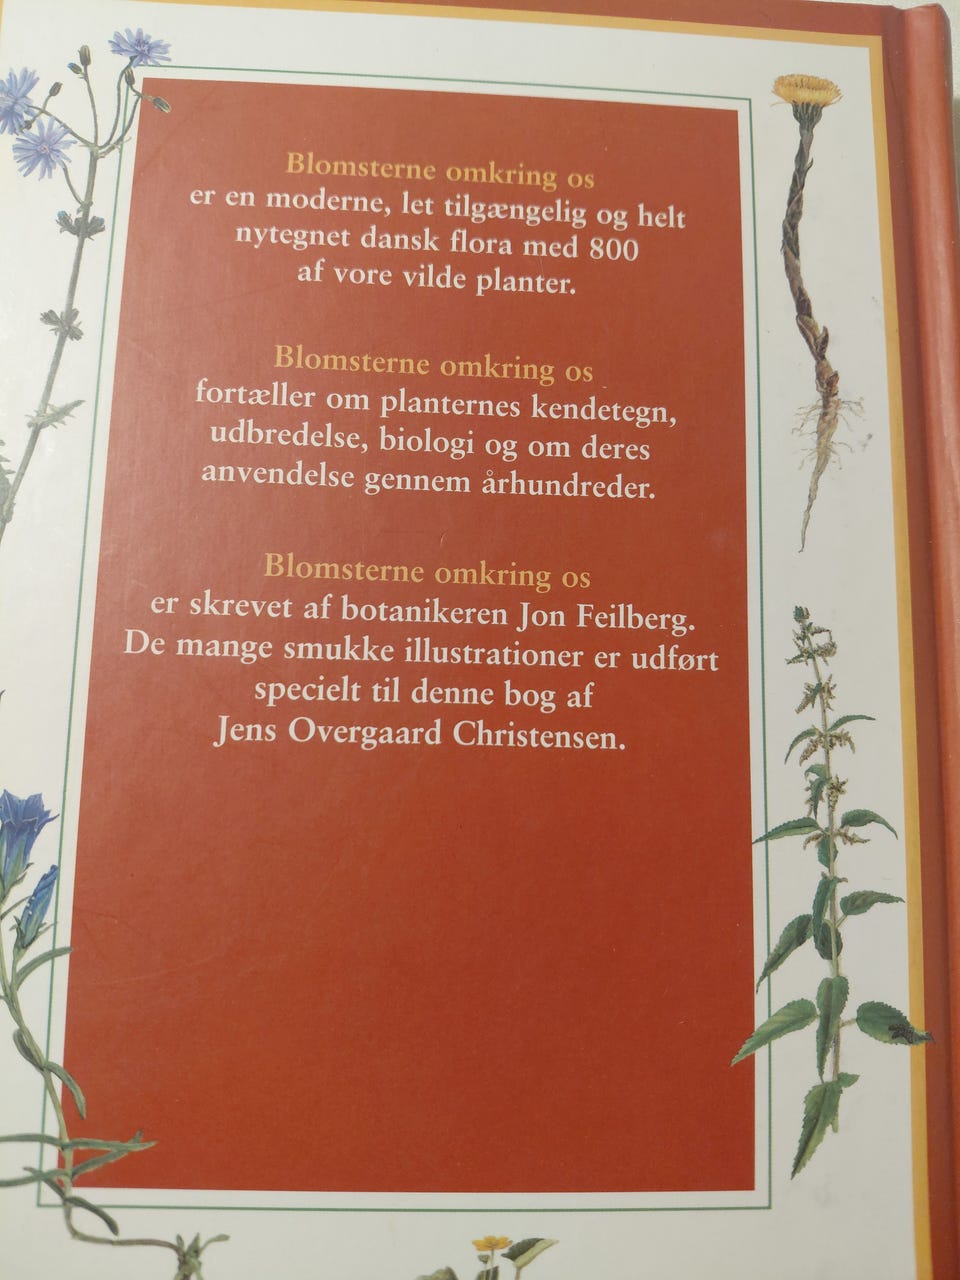 Blomsterne omkring os
er en moderne, let tilgængelig og helt
nytegnet dansk flora med 800
af vore vilde planter.
Blomsterne omkring os
fortæller om planternes kendetegn,
udbredelse, biologi og om deres
anvendelse gennem århundreder.
Blomsterne omkring os
er skrevet af botanikeren Jon Feilberg.
De mange smukke illustrationer er udført
specielt til denne bog af
Jens Overgaard Christensen.